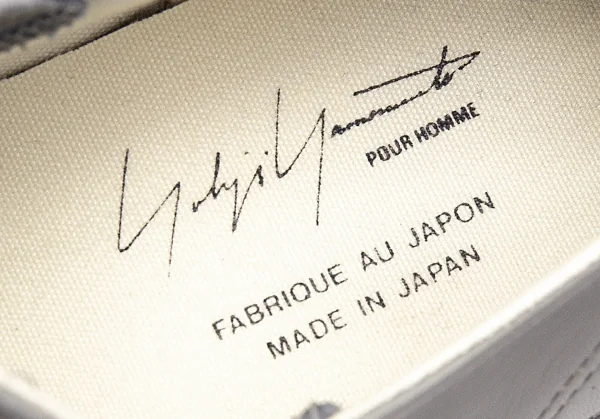 Yohji Yamamoto
POUR HOMME
FABRIQUE AU JAPON
MADE IN JAPAN